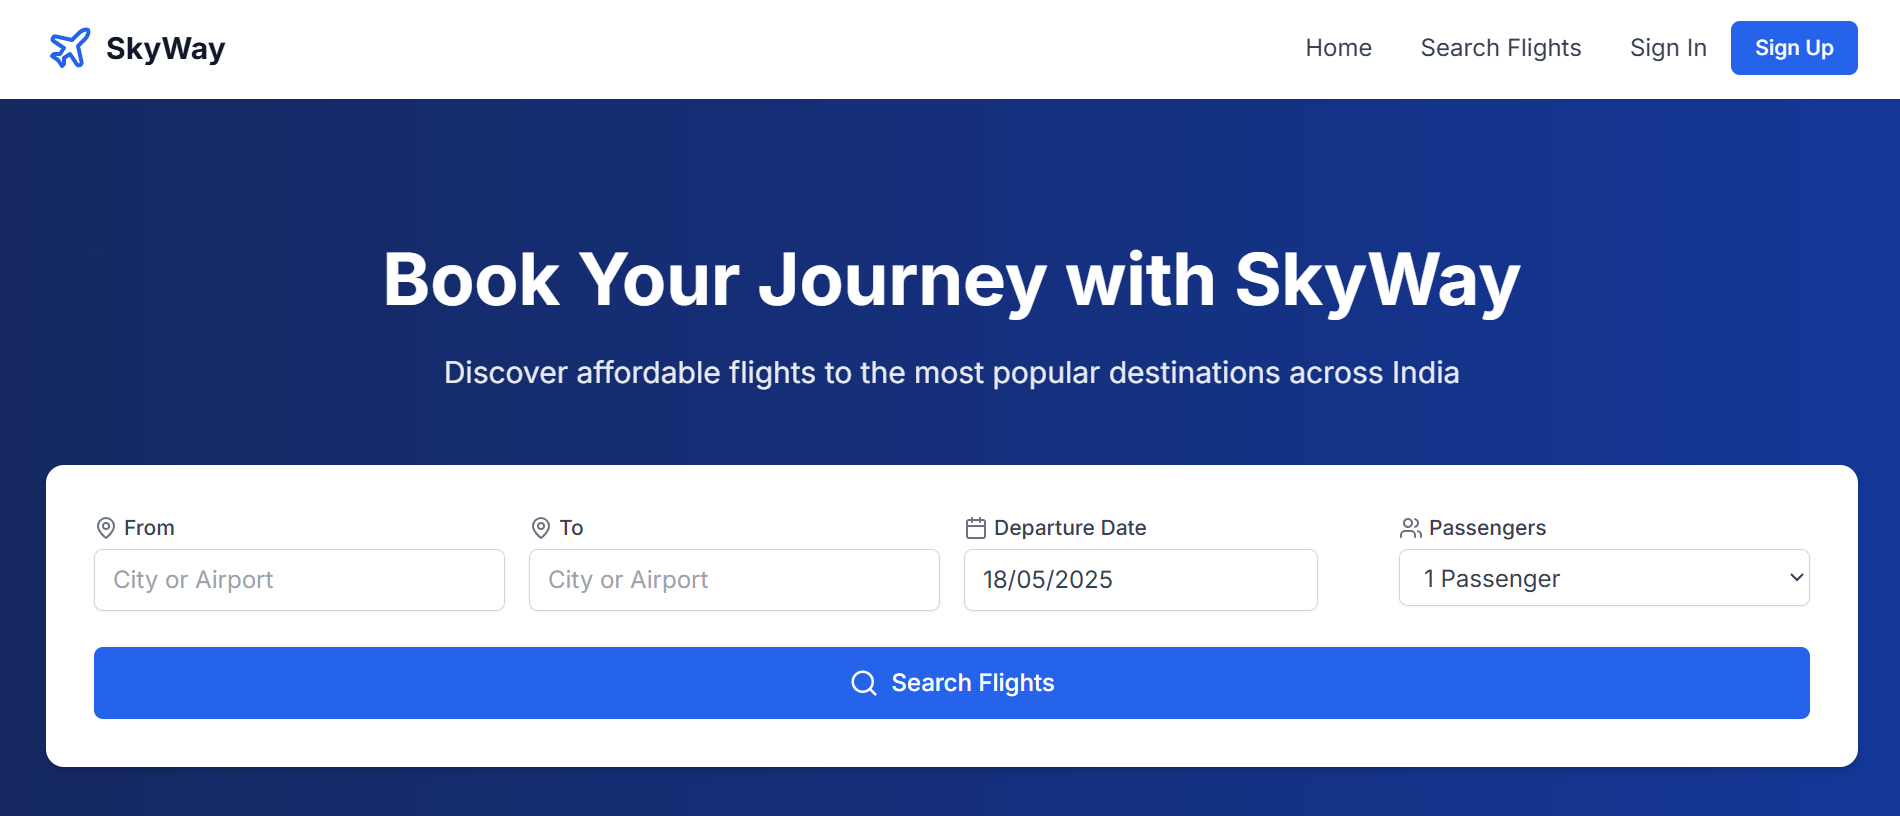 SkyWay
Home
Search Flights
Sign In
Sign Up
Book Your Journey with SkyWay
Discover affordable flights to the most popular destinations across India
From
City or Airport
To
City or Airport
Departure Date
18/05/2025
Passengers
1 Passenger
Search Flights